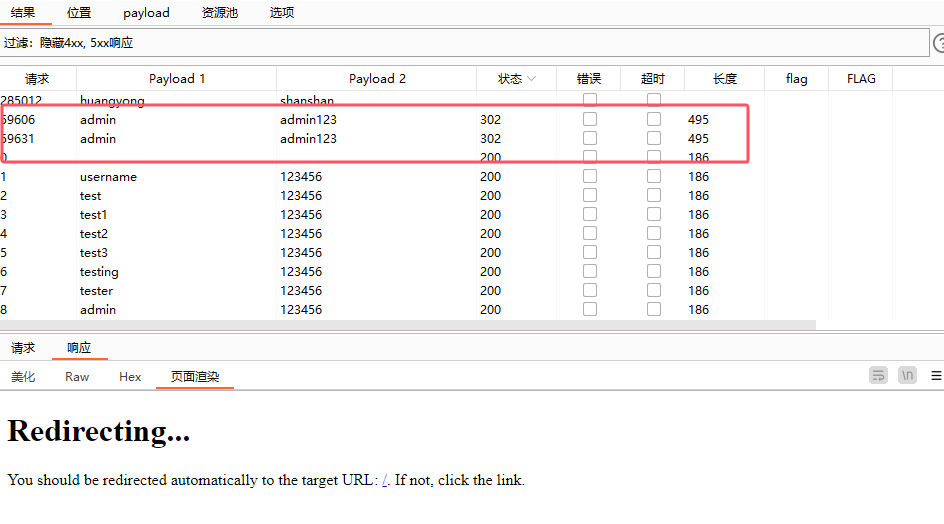 结果 位置 payload 资源池 选项
过滤：隐藏4xx, 5xx响应
请求 Payload 1 Payload 2 状态 错误 超时 长度 flag FLAG
285012 huangyong shanshan
59606 admin admin123 302 495
59631 admin admin123 302 495
0 200 186
1 username 123456 200 186
2 test 123456 200 186
3 test1 123456 200 186
4 test2 123456 200 186
5 test3 123456 200 186
6 testing 123456 200 186
7 tester 123456 200 186
8 admin 123456 200 186
请求 响应
美化 Raw Hex 页面渲染 \n
Redirecting...
You should be redirected automatically to the target URL: /. If not, click the link.